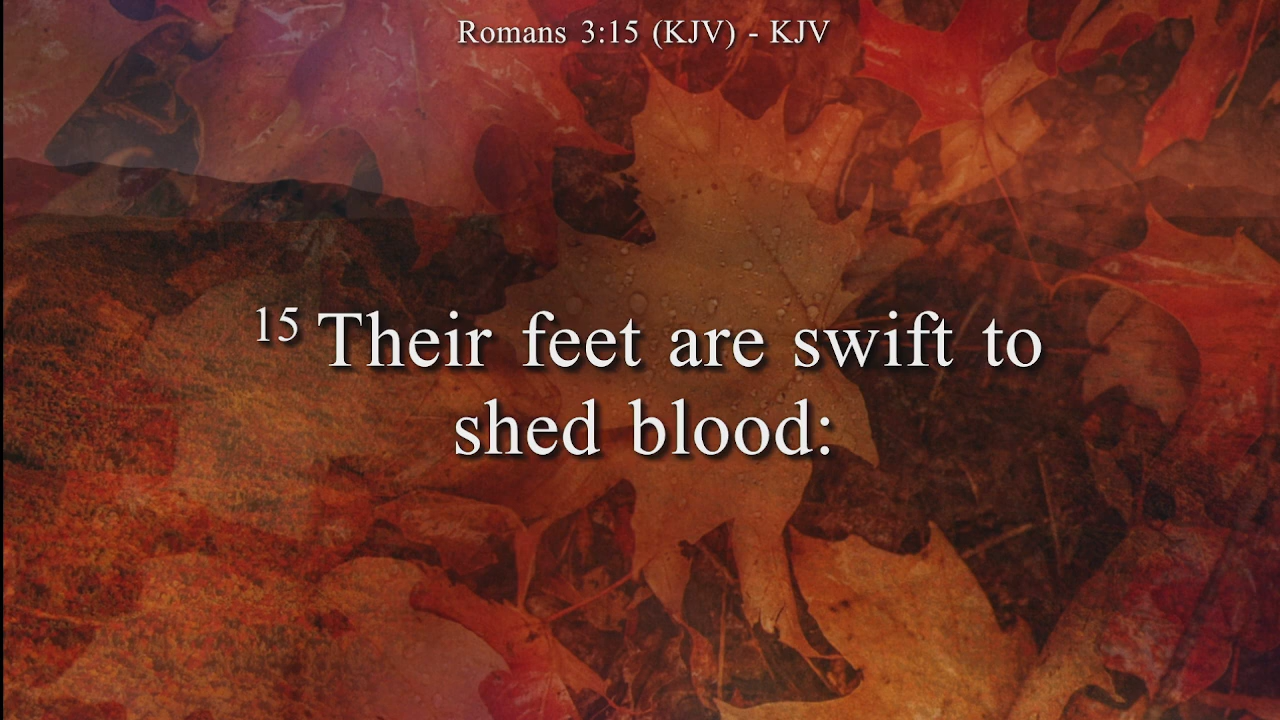 Romans 3:15 (KJV) - KJV
15 Their feet are swift to
shed blood: